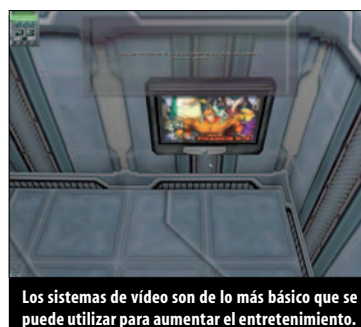 Los sistemas de vídeo son de lo más básico que se
puede utilizar para aumentar el entretenimiento.